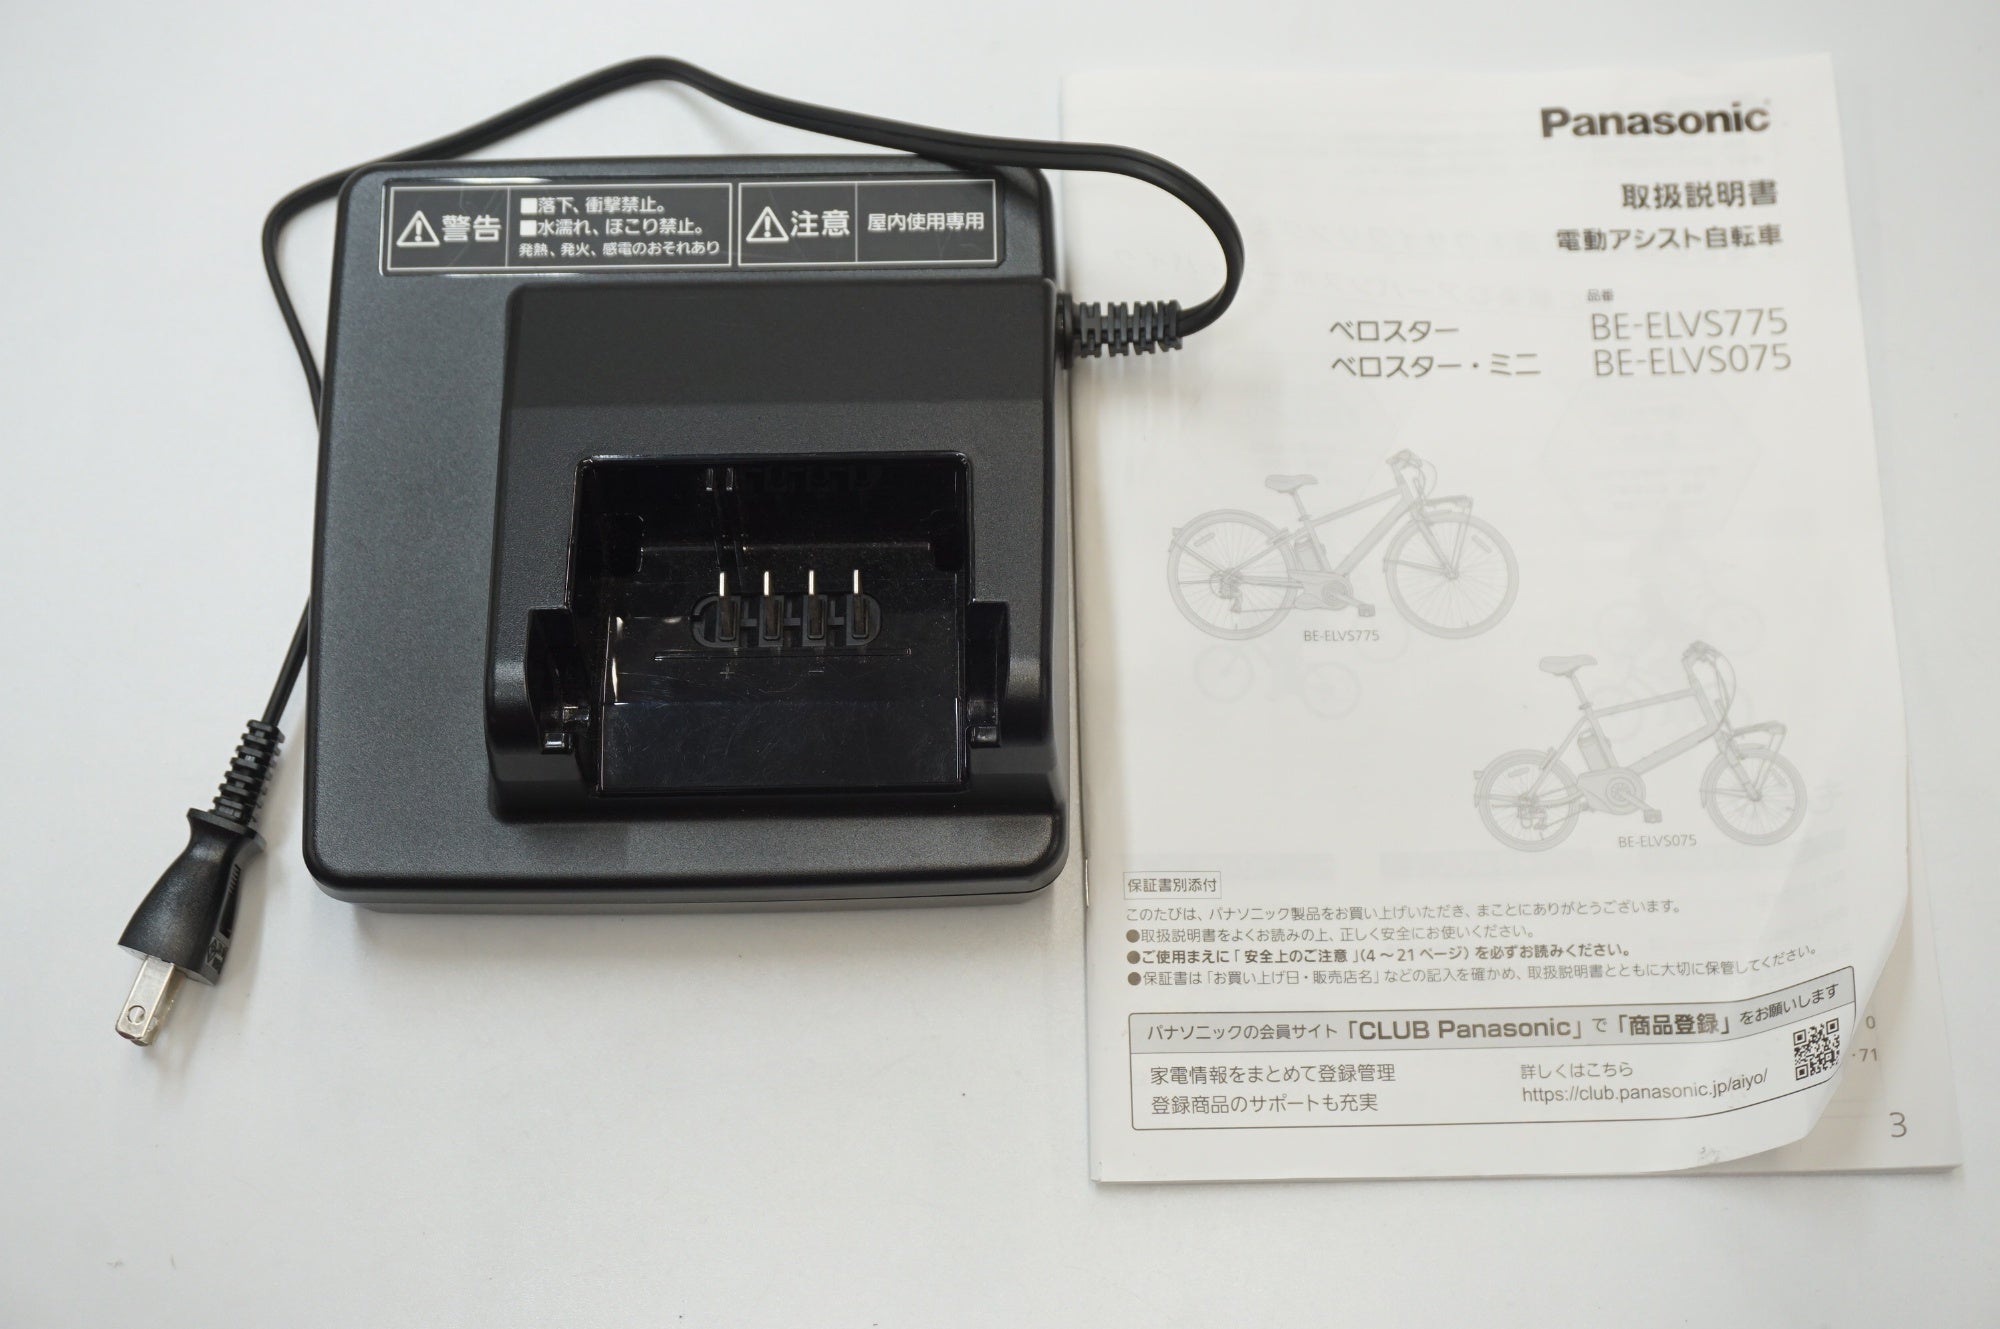 警告
■落下、衝撃禁止。
■水濡れ、ほこり禁止。
発熱、発火、感電のおそれあり
注意
屋内使用専用
+ −
Panasonic
取扱説明書
電動アシスト自転車
品番
ベロスター BE-ELVS775
ベロスター・ミニ BE-ELVS075
BE-ELVS775
BE-ELVS075
保証書別添付
このたびは、パナソニック製品をお買い上げいただき、まことにありがとうございます。
●取扱説明書をよくお読みの上、正しく安全にお使いください。
●ご使用まえに「安全上のご注意」(4～21ページ)を必ずお読みください。
●保証書は「お買い上げ日・販売店名」などの記入を確かめ、取扱説明書とともに大切に保管してください。
パナソニックの会員サイト「CLUB Panasonic」で「商品登録」をお願いします
家電情報をまとめて登録管理
登録商品のサポートも充実
詳しくはこちら
https://club.panasonic.jp/aiyo/
0
・71
3